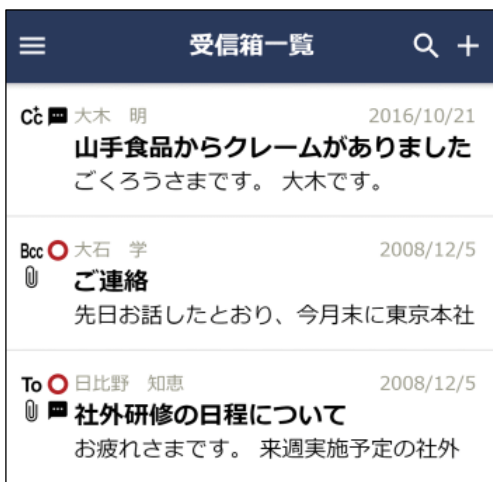 受信箱一覧
Cc 大木 明 2016/10/21
山手食品からクレームがありました
ごくろうさまです。 大木です。
Bcc 大石 学 2008/12/5
ご連絡
先日お話したとおり、今月末に東京本社
To 日比野 知恵 2008/12/5
社外研修の日程について
お疲れさまです。 来週実施予定の社外